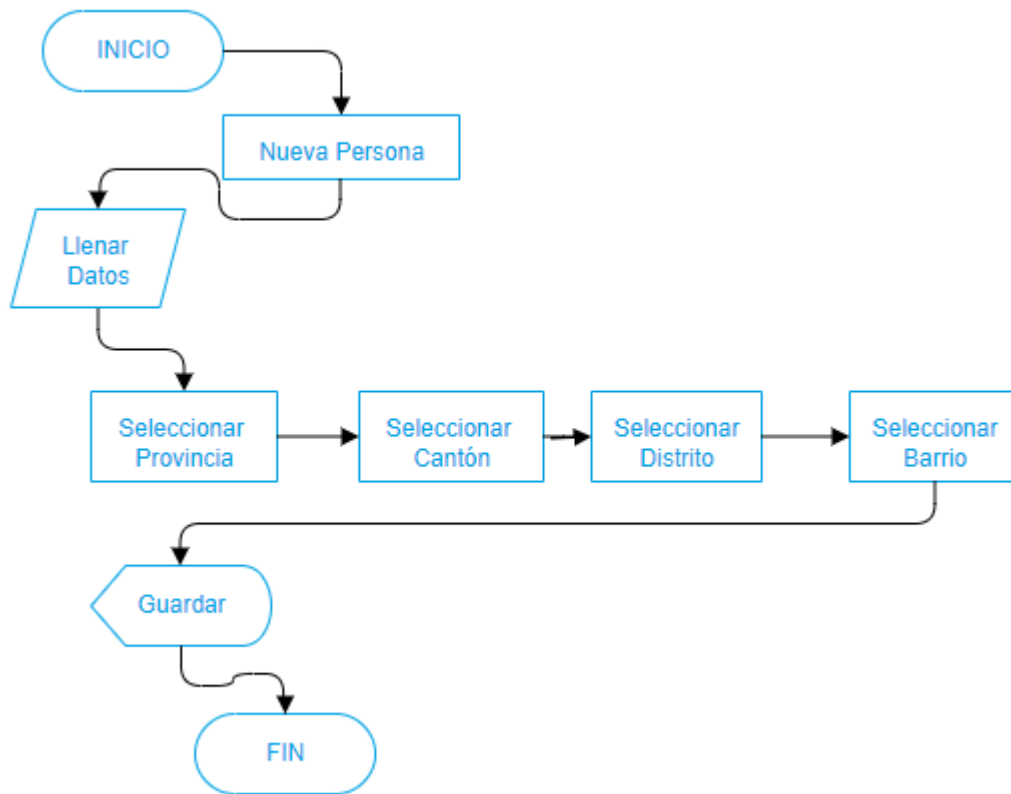 INICIO
Nueva Persona
Llenar
Datos
Seleccionar
Provincia
Seleccionar
Cantón
Seleccionar
Distrito
Seleccionar
Barrio
Guardar
FIN